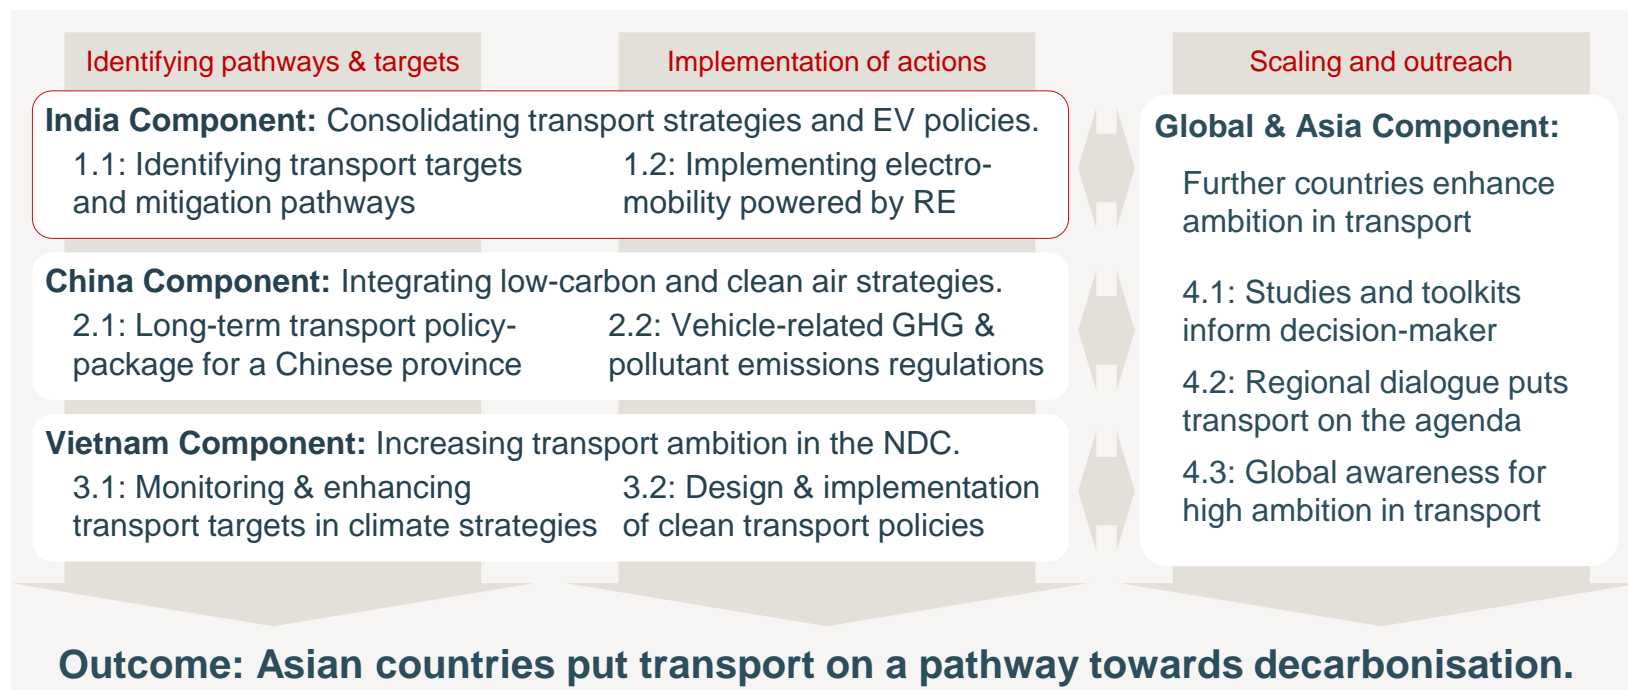 Identifying pathways & targets
Implementation of actions
Scaling and outreach
India Component: Consolidating transport strategies and EV policies.
1.1: Identifying transport targets
and mitigation pathways
1.2: Implementing electro-
mobility powered by RE
China Component: Integrating low-carbon and clean air strategies.
2.1: Long-term transport policy-
package for a Chinese province
2.2: Vehicle-related GHG &
pollutant emissions regulations
Vietnam Component: Increasing transport ambition in the NDC.
3.1: Monitoring & enhancing
transport targets in climate strategies
3.2: Design & implementation
of clean transport policies
Global & Asia Component:
Further countries enhance
ambition in transport
4.1: Studies and toolkits
inform decision-maker
4.2: Regional dialogue puts
transport on the agenda
4.3: Global awareness for
high ambition in transport
Outcome: Asian countries put transport on a pathway towards decarbonisation.